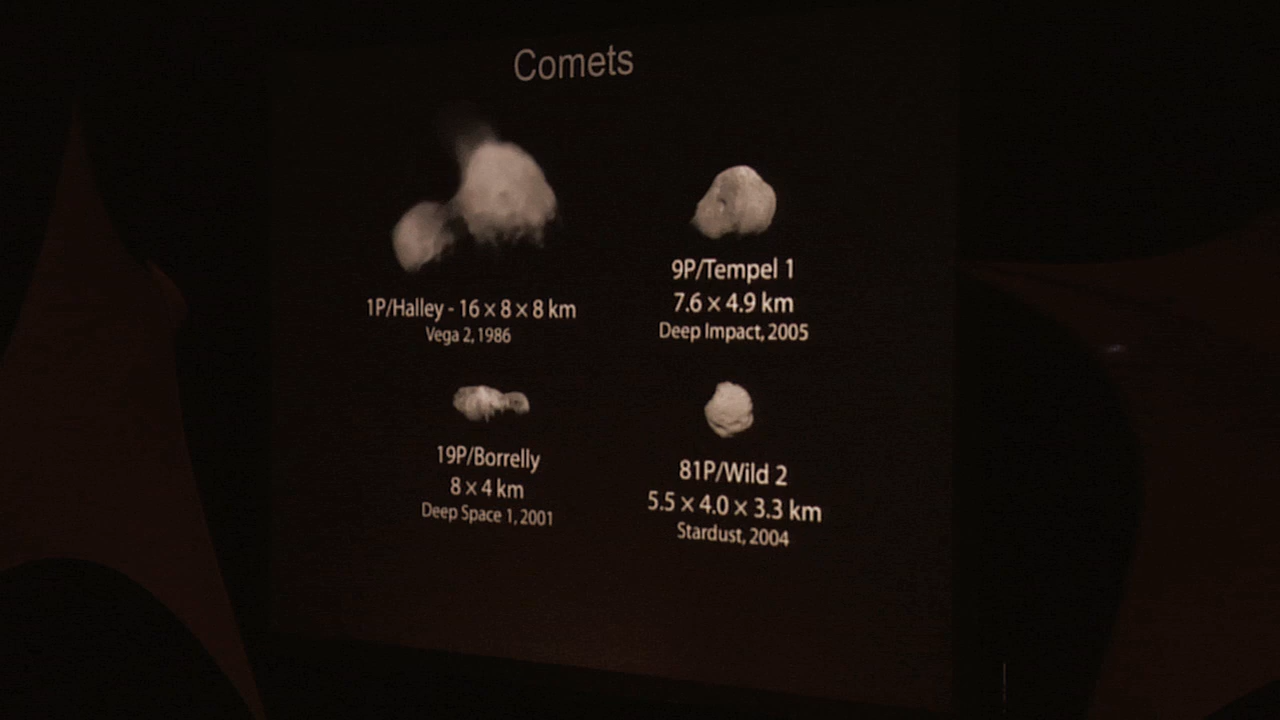 Comets
1P/Halley - 16 × 8 × 8 km
Vega 2, 1986
9P/Tempel 1
7.6 × 4.9 km
Deep Impact, 2005
19P/Borrelly
8 × 4 km
Deep Space 1, 2001
81P/Wild 2
5.5 × 4.0 × 3.3 km
Stardust, 2004